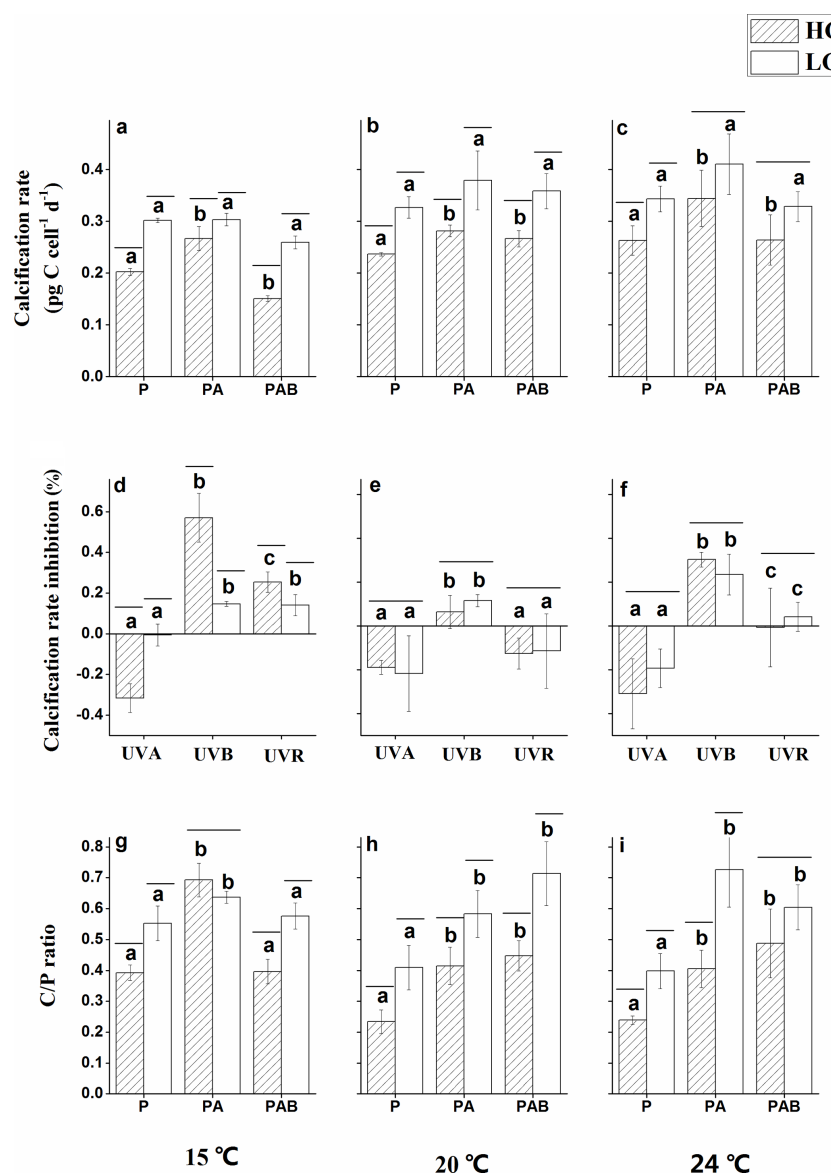 HC
LC
a b c
Calcification rate
(pg C cell-1 d-1)
0.4
0.3
0.2
0.1
0.0
a a b a b a
a a b a b a
a a b a b a
P PA PAB P PA PAB P PA PAB
d e f
Calcification rate inhibition (%)
0.6
0.4
0.2
0.0
-0.2
-0.4
a a b b c b
a a b b a a
a a b b c c
UVA UVB UVR UVA UVB UVR UVA UVB UVR
g h i
C/P ratio
0.8
0.7
0.6
0.5
0.4
0.3
0.2
0.1
0.0
a a b b a a
a a b b b b
a a b b b b
P PA PAB P PA PAB P PA PAB
15 ℃ 20 ℃ 24 ℃